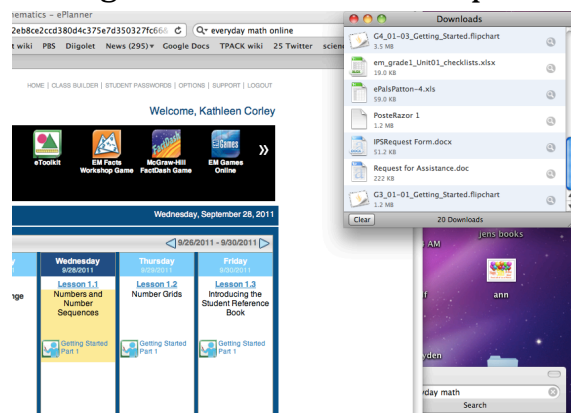 ematics – ePlanner
2eb8ce2ccd380d4c375e7d350327fc666
everyday math online
t wiki PBS Diigolet News (295) Google Docs TPACK wiki 25 Twitter scien
HOME | CLASS BUILDER | STUDENT PASSWORDS | OPTIONS | SUPPORT | LOGOUT
Welcome, Kathleen Corley
eToolkit
EM Facts Workshop Game
McGraw-Hill FactDash Game
EM Games Online
Wednesday, September 28, 2011
9/26/2011 - 9/30/2011
Wednesday
9/28/2011
Thursday
9/29/2011
Friday
9/30/2011
Lesson 1.1
Numbers and
Number
Sequences
Lesson 1.2
Number Grids
Lesson 1.3
Introducing the
Student Reference
Book
nge
Getting Started
Part 1
Getting Started
Part 1
Getting Started
Part 1
Downloads
G4_01-03_Getting_Started.flipchart
3.5 MB
em_grade1_Unit01_checklists.xlsx
19.0 KB
ePalsPatton-4.xls
59.0 KB
PosteRazor 1
1.2 MB
IPSRequest Form.docx
51.2 KB
Request for Assistance.doc
222 KB
G3_01-01_Getting_Started.flipchart
1.2 MB
Clear
20 Downloads
jens books
4 AM
f
ann
yden
day math
Search